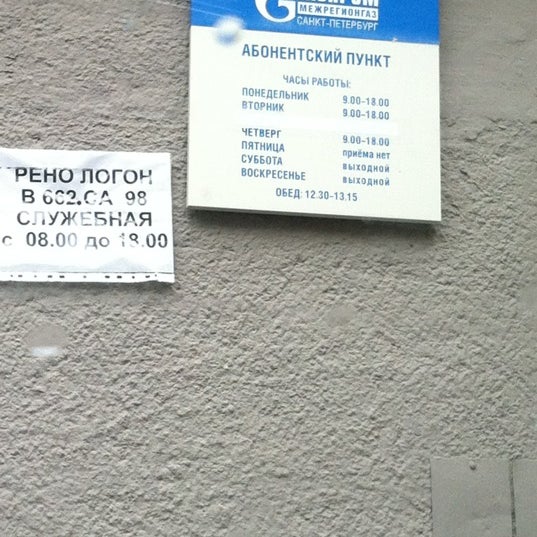 МЕЖРЕГИОНГАЗ
САНКТ-ПЕТЕРБУРГ
АБОНЕНТСКИЙ ПУНКТ
ЧАСЫ РАБОТЫ:
ПОНЕДЕЛЬНИК 9.00-18.00
ВТОРНИК 9.00-18.00
ЧЕТВЕРГ 9.00-18.00
ПЯТНИЦА приёма нет
СУББОТА выходной
ВОСКРЕСЕНЬЕ выходной
ОБЕД: 12.30-13.15
РЕНО ЛОГОН
В 662.СА 98
СЛУЖЕБНАЯ
с 08.00 до 18.00